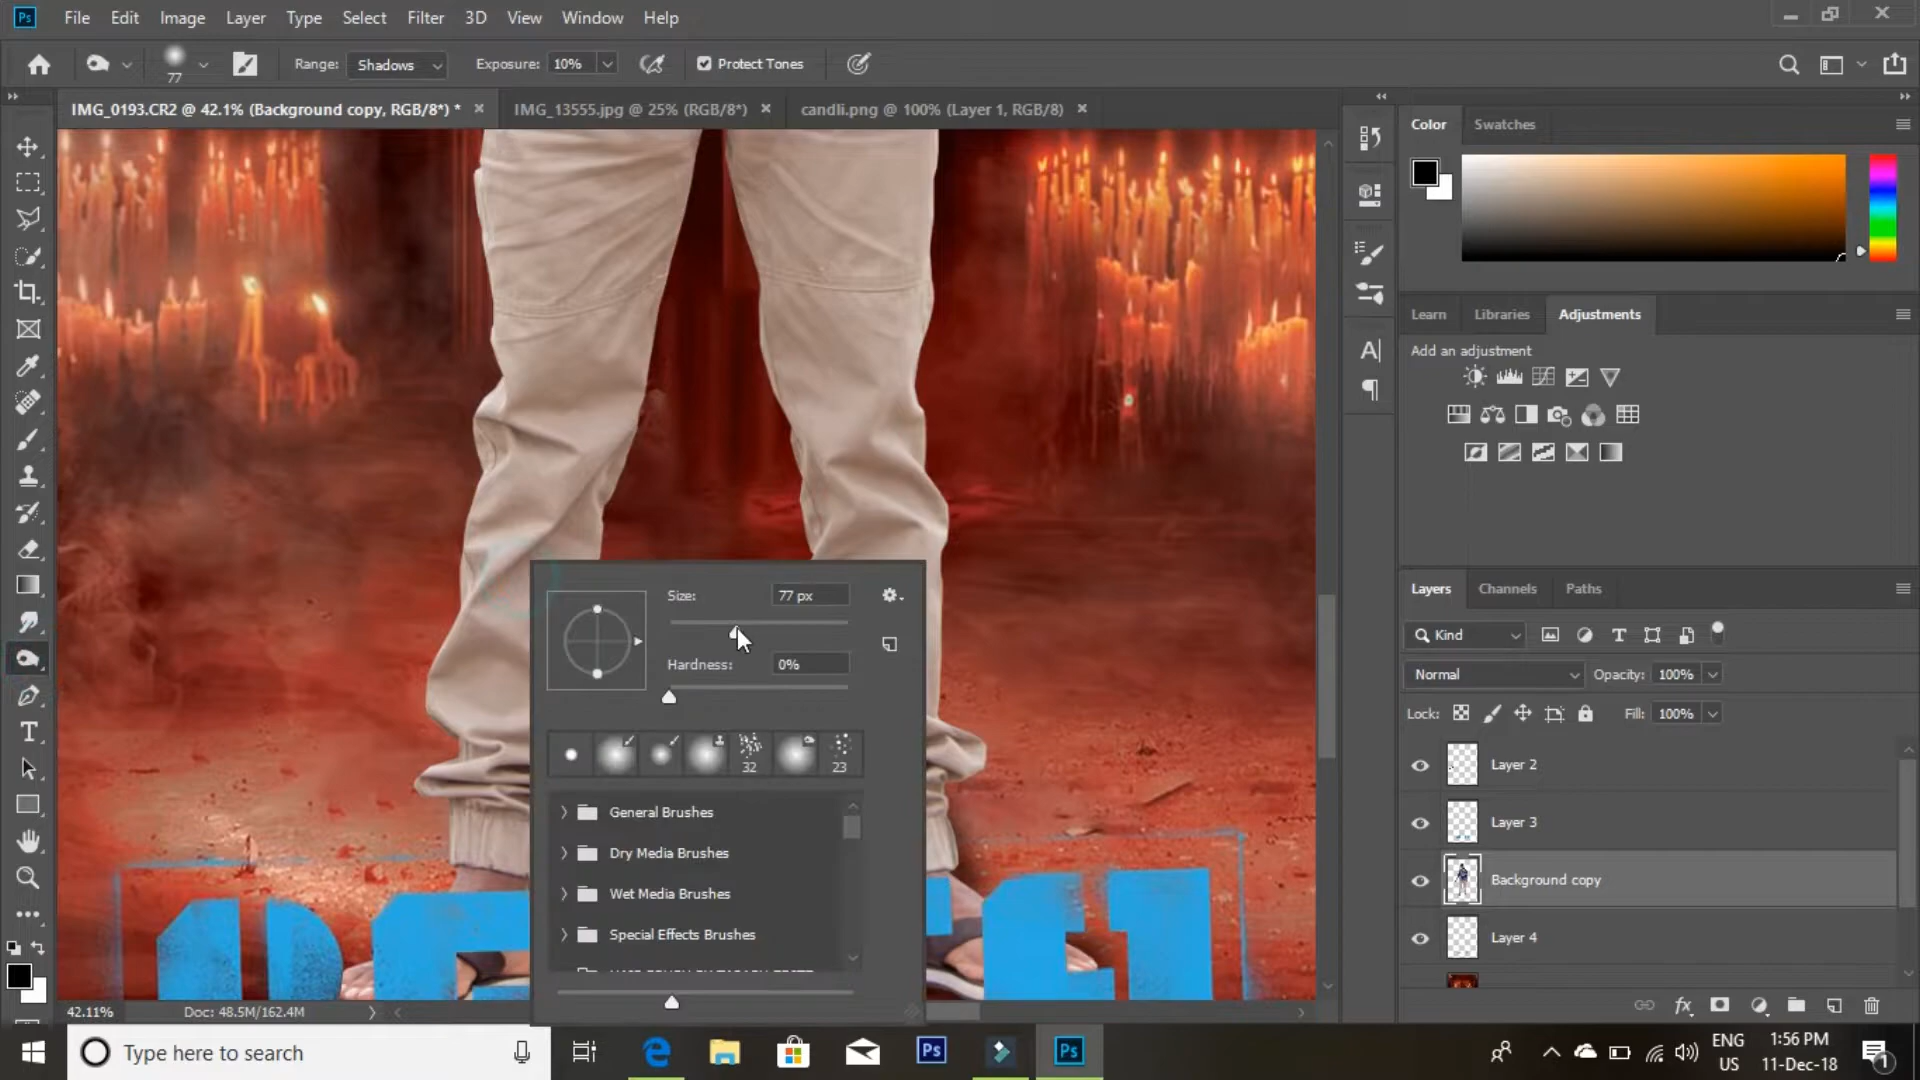 Ps File Edit Image Layer Type Select Filter 3D View Window Help
77 Range: Shadows Exposure: 10% Protect Tones
IMG_0193.CR2 @ 42.1% (Background copy, RGB/8*) * IMG_13555.jpg @ 25% (RGB/8*) candli.png @ 100% (Layer 1, RGB/8)
Color Swatches
Learn Libraries Adjustments
Add an adjustment
Layers Channels Paths
Kind
Normal Opacity: 100%
Lock: Fill: 100%
Layer 2
Layer 3
Background copy
Layer 4
Size: 77 px
Hardness: 0%
32 23
General Brushes
Dry Media Brushes
Wet Media Brushes
Special Effects Brushes
42.11% Doc: 48.5M/162.4M
Type here to search
Ps Ps
ENG
US
1:56 PM
11-Dec-18
1